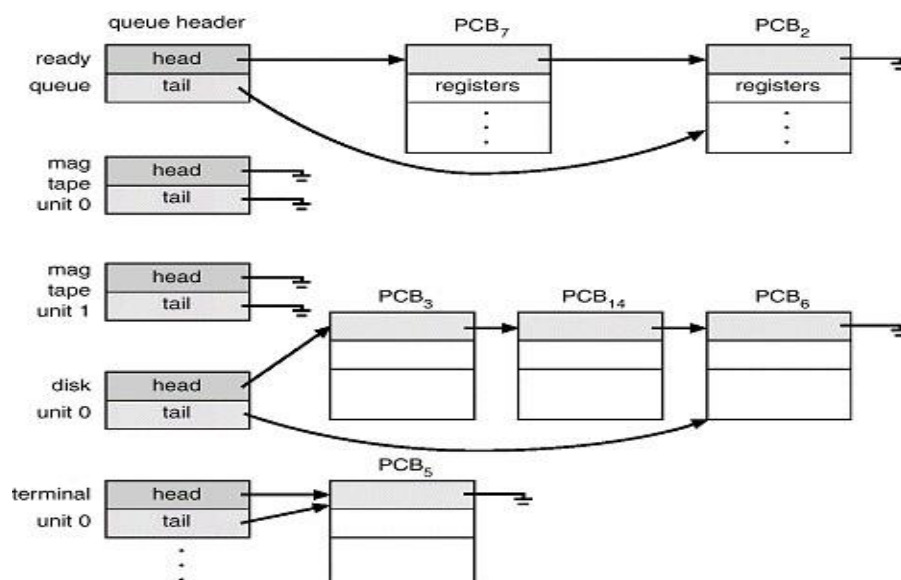 queue header
PCB7
PCB2
ready
queue
head
tail
registers
registers
mag
tape
unit 0
head
tail
mag
tape
unit 1
head
tail
PCB3
PCB14
PCB6
disk
unit 0
head
tail
PCB5
terminal
unit 0
head
tail